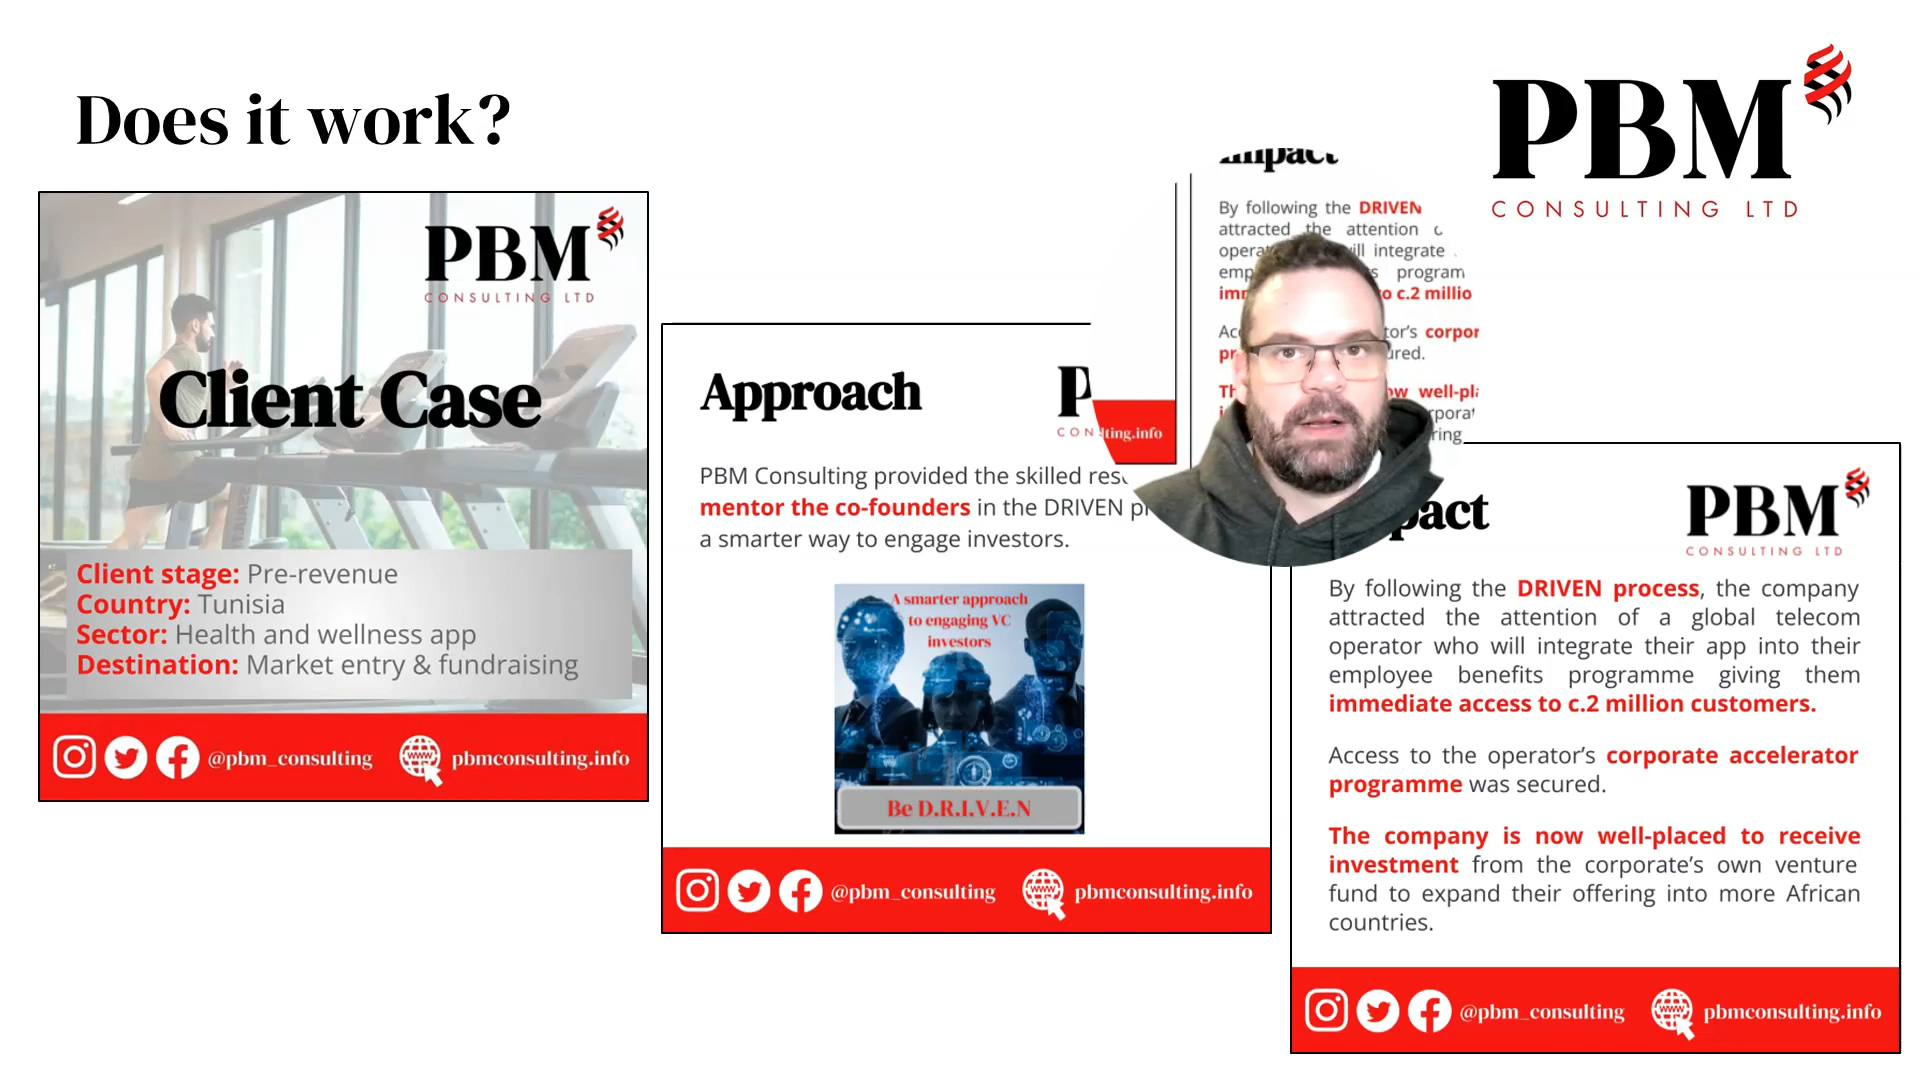 Does it work?
PBM
CONSULTING LTD
PBM
CONSULTING LTD
Client Case
Client stage: Pre-revenue
Country: Tunisia
Sector: Health and wellness app
Destination: Market entry & fundraising
@pbm_consulting
pbmconsulting.info
Approach
PBM Consulting provided the skilled
mentor the co-founders in the DRIVEN
a smarter way to engage investors.
A smarter approach
to engaging VC
investors
Be D.R.I.V.E.N
@pbm_consulting
pbmconsulting.info
Impact
By following the DRIVEN
attracted the attention
will integrate
to c.2
lting.info
PBM
CONSULTING LTD
By following the DRIVEN process, the company
attracted the attention of a global telecom
operator who will integrate their app into their
employee benefits programme giving them
immediate access to c.2 million customers.
Access to the operator's corporate accelerator
programme was secured.
The company is now well-placed to receive
investment from the corporate's own venture
fund to expand their offering into more African
countries.
@pbm_consulting
pbmconsulting.info